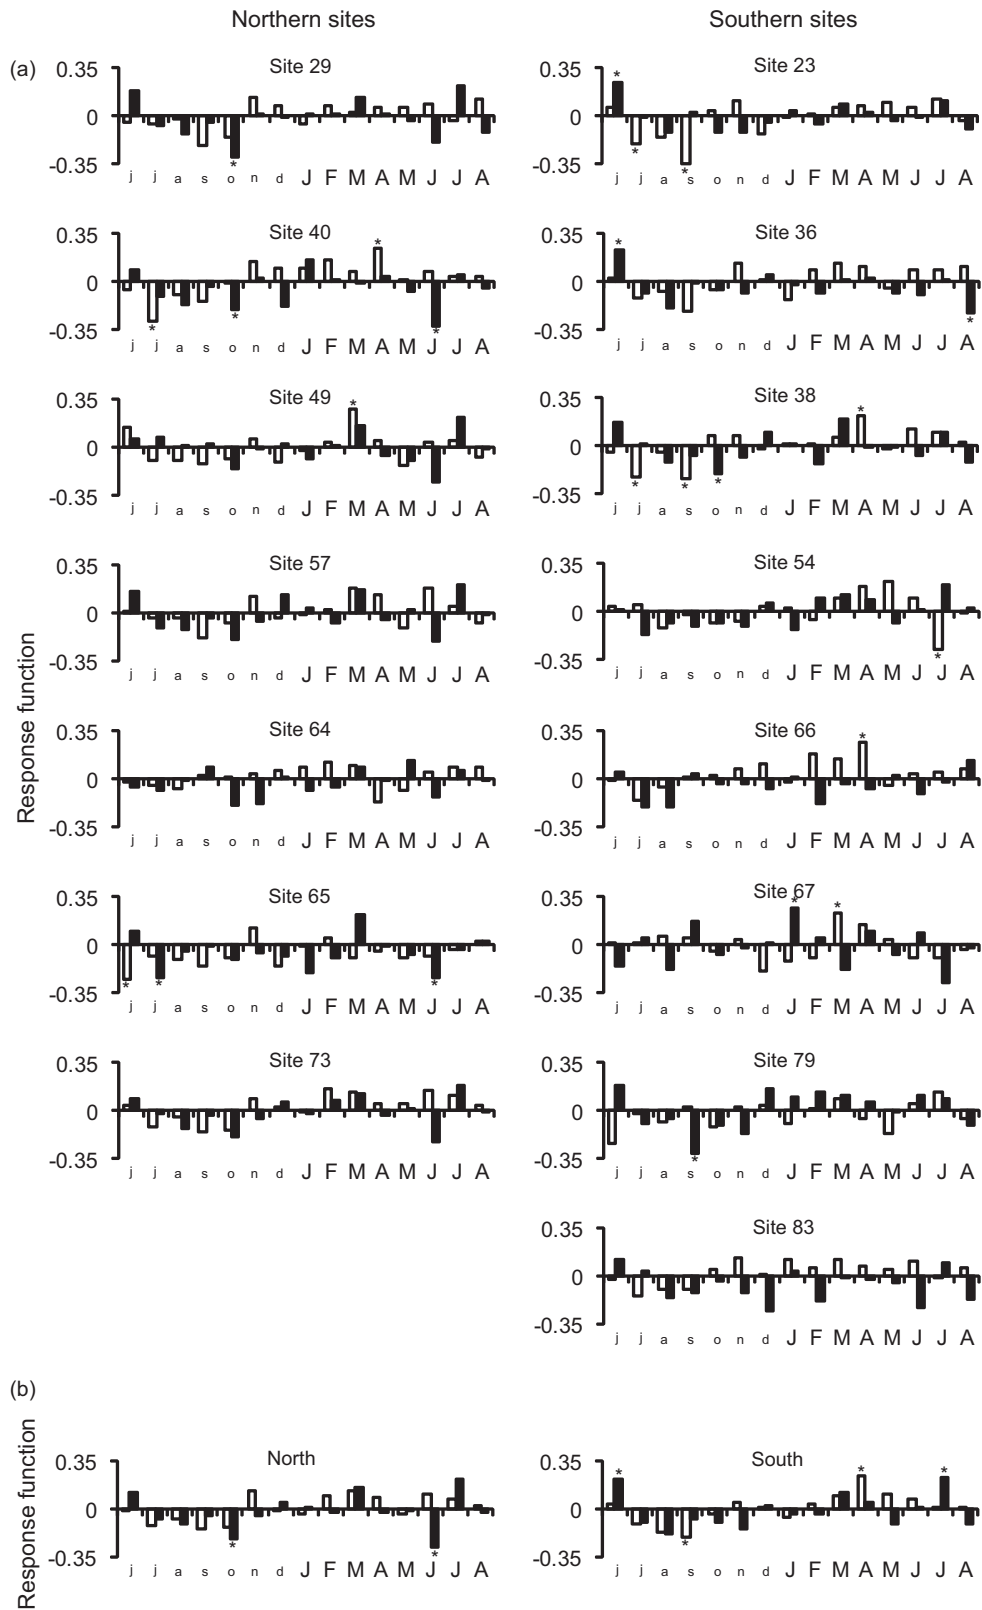 Northern sites
Southern sites
(a)
Response function
Site 29
0.35
0
-0.35
*
j j a s o n d J F M A M J J A
Site 23
0.35
0
-0.35
* * *
j j a s o n d J F M A M J J A
Site 40
0.35
0
-0.35
* * * *
j j a s o n d J F M A M J J A
Site 36
0.35
0
-0.35
* *
j j a s o n d J F M A M J J A
Site 49
0.35
0
-0.35
*
j j a s o n d J F M A M J J A
Site 38
0.35
0
-0.35
* * * *
j j a s o n d J F M A M J J A
Site 57
0.35
0
-0.35
j j a s o n d J F M A M J J A
Site 54
0.35
0
-0.35
*
j j a s o n d J F M A M J J A
Site 64
0.35
0
-0.35
j j a s o n d J F M A M J J A
Site 66
0.35
0
-0.35
*
j j a s o n d J F M A M J J A
Site 65
0.35
0
-0.35
* * *
j j a s o n d J F M A M J J A
Site 67
0.35
0
-0.35
* *
j j a s o n d J F M A M J J A
Site 73
0.35
0
-0.35
j j a s o n d J F M A M J J A
Site 79
0.35
0
-0.35
*
j j a s o n d J F M A M J J A
Site 83
0.35
0
-0.35
j j a s o n d J F M A M J J A
(b)
Response function
North
0.35
0
-0.35
* *
j j a s o n d J F M A M J J A
South
0.35
0
-0.35
* * * *
j j a s o n d J F M A M J J A